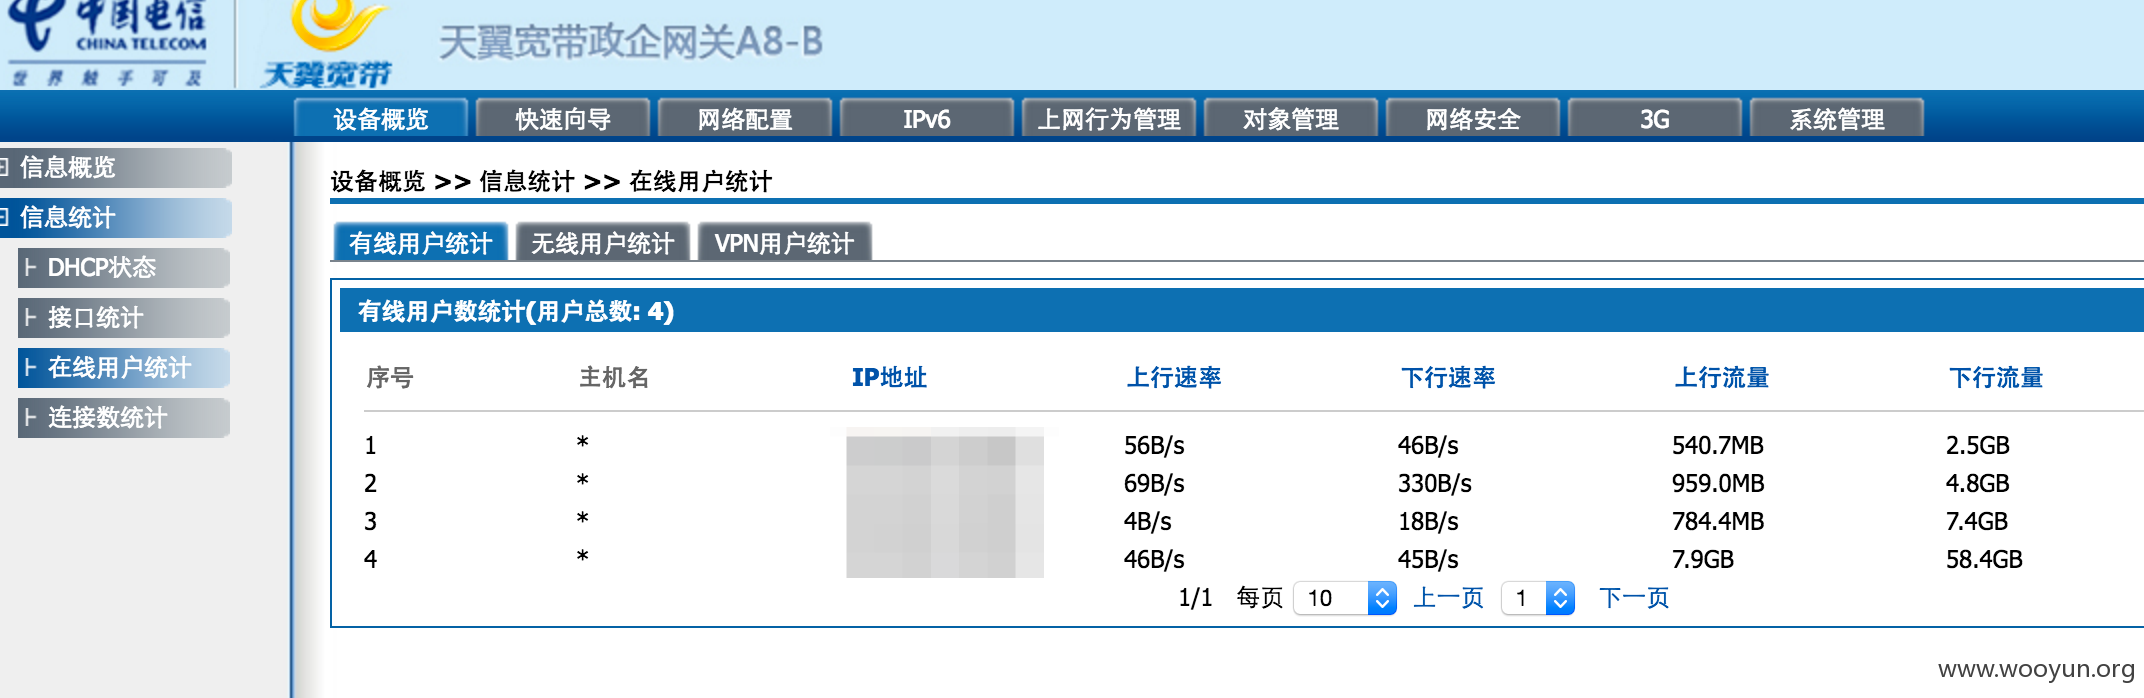 中国电信
CHINA TELECOM
世界触手可及
天翼宽带
天翼宽带政企网关A8-B
设备概览 快速向导 网络配置 IPv6 上网行为管理 对象管理 网络安全 3G 系统管理
信息概览
信息统计
DHCP状态
接口统计
在线用户统计
连接数统计
设备概览 >> 信息统计 >> 在线用户统计
有线用户统计 无线用户统计 VPN用户统计
有线用户数统计(用户总数: 4)
序号 主机名 IP地址 上行速率 下行速率 上行流量 下行流量
1 * 56B/s 46B/s 540.7MB 2.5GB
2 * 69B/s 330B/s 959.0MB 4.8GB
3 * 4B/s 18B/s 784.4MB 7.4GB
4 * 46B/s 45B/s 7.9GB 58.4GB
1/1 每页 10 上一页 1 下一页
www.wooyun.org